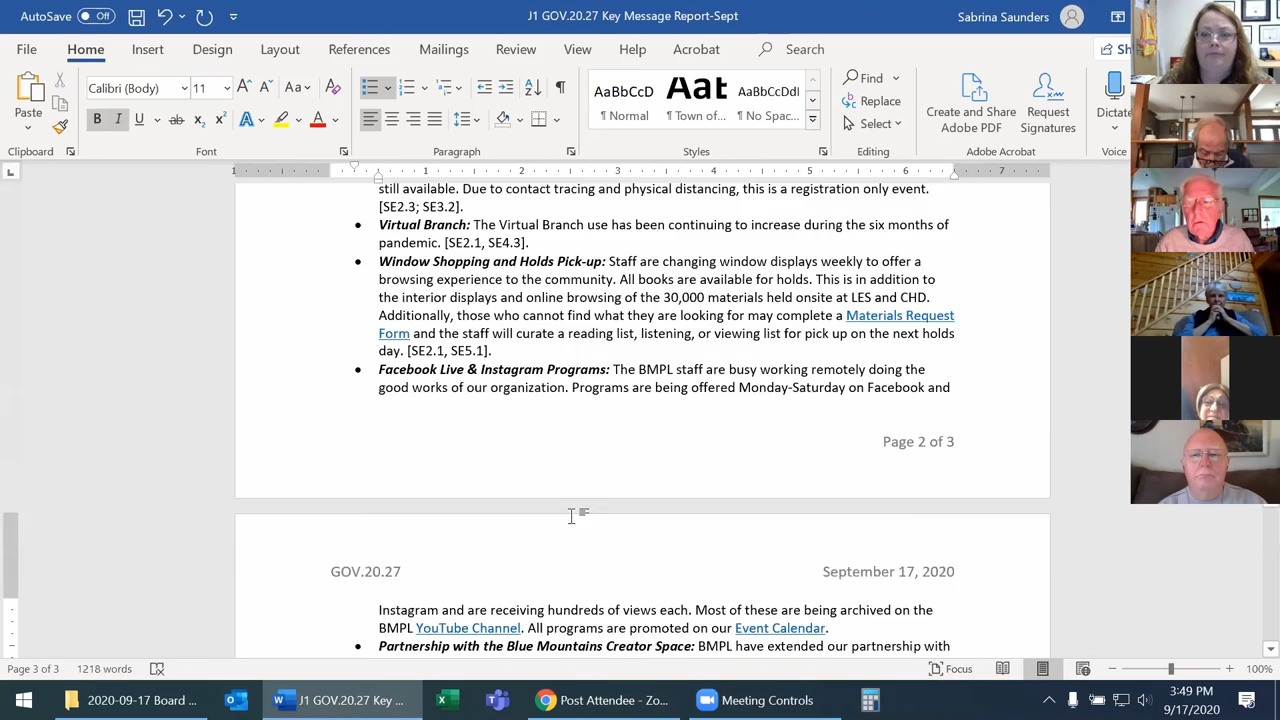 AutoSave Off J1 GOV.20.27 Key Message Report-Sept Sabrina Saunders
File Home Insert Design Layout References Mailings Review View Help Acrobat Search Sh
Paste Calibri (Body) 11 Aa AaBbCcD Aat AaBbCcDdI Find Replace Select Create and Share Adobe PDF Request Signatures Dictate
¶ Normal ¶ Town of... ¶ No Spac...
Clipboard Font Paragraph Styles Editing Adobe Acrobat Voice
1 1 2 3 4 5 6 7
still available. Due to contact tracing and physical distancing, this is a registration only event.
[SE2.3; SE3.2].
• Virtual Branch: The Virtual Branch use has been continuing to increase during the six months of
pandemic. [SE2.1, SE4.3].
• Window Shopping and Holds Pick-up: Staff are changing window displays weekly to offer a
browsing experience to the community. All books are available for holds. This is in addition to
the interior displays and online browsing of the 30,000 materials held onsite at LES and CHD.
Additionally, those who cannot find what they are looking for may complete a Materials Request
Form and the staff will curate a reading list, listening, or viewing list for pick up on the next holds
day. [SE2.1, SE5.1].
• Facebook Live & Instagram Programs: The BMPL staff are busy working remotely doing the
good works of our organization. Programs are being offered Monday-Saturday on Facebook and
Page 2 of 3
GOV.20.27 September 17, 2020
Instagram and are receiving hundreds of views each. Most of these are being archived on the
BMPL YouTube Channel. All programs are promoted on our Event Calendar.
• Partnership with the Blue Mountains Creator Space: BMPL have extended our partnership with
Page 3 of 3 1218 words Focus 100%
2020-09-17 Board ... J1 GOV.20.27 Key ... Post Attendee - Zo... Meeting Controls 3:49 PM
9/17/2020